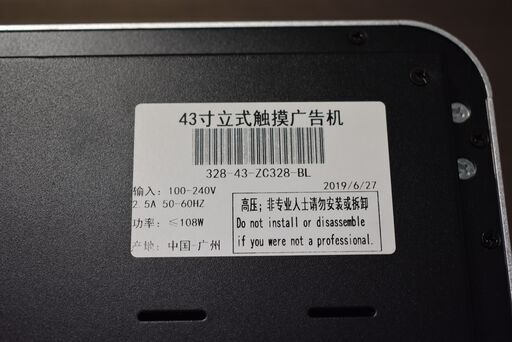 43寸立式触摸广告机
328-43-ZC328-BL
2019/6/27
输入: 100-240V
2.5A 50-60HZ
功率: ≤108W
产地: 中国-广州
高压；非专业人士请勿安装或拆卸
Do not install or disassemble
if you were not a professional.